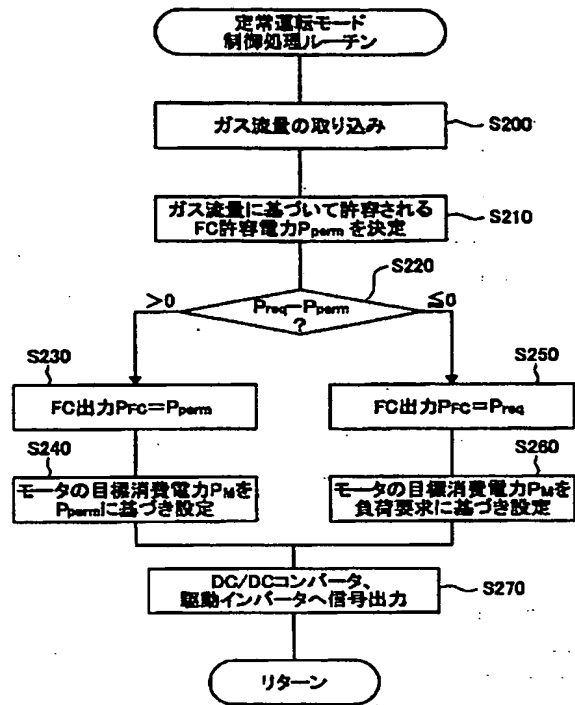 定常運転モード
制御処理ルーチン
ガス流量の取り込み
S200
ガス流量に基づいて許容される
FC許容電力Ppermを決定
S210
S220
>0
Preq−Pperm
?
≦0
S230
FC出力PFC=Pperm
S250
FC出力PFC=Preq
S240
モータの目標消費電力PMを
Ppermに基づき設定
S260
モータの目標消費電力PMを
負荷要求に基づき設定
DC/DCコンバータ、
駆動インバータへ信号出力
S270
リターン